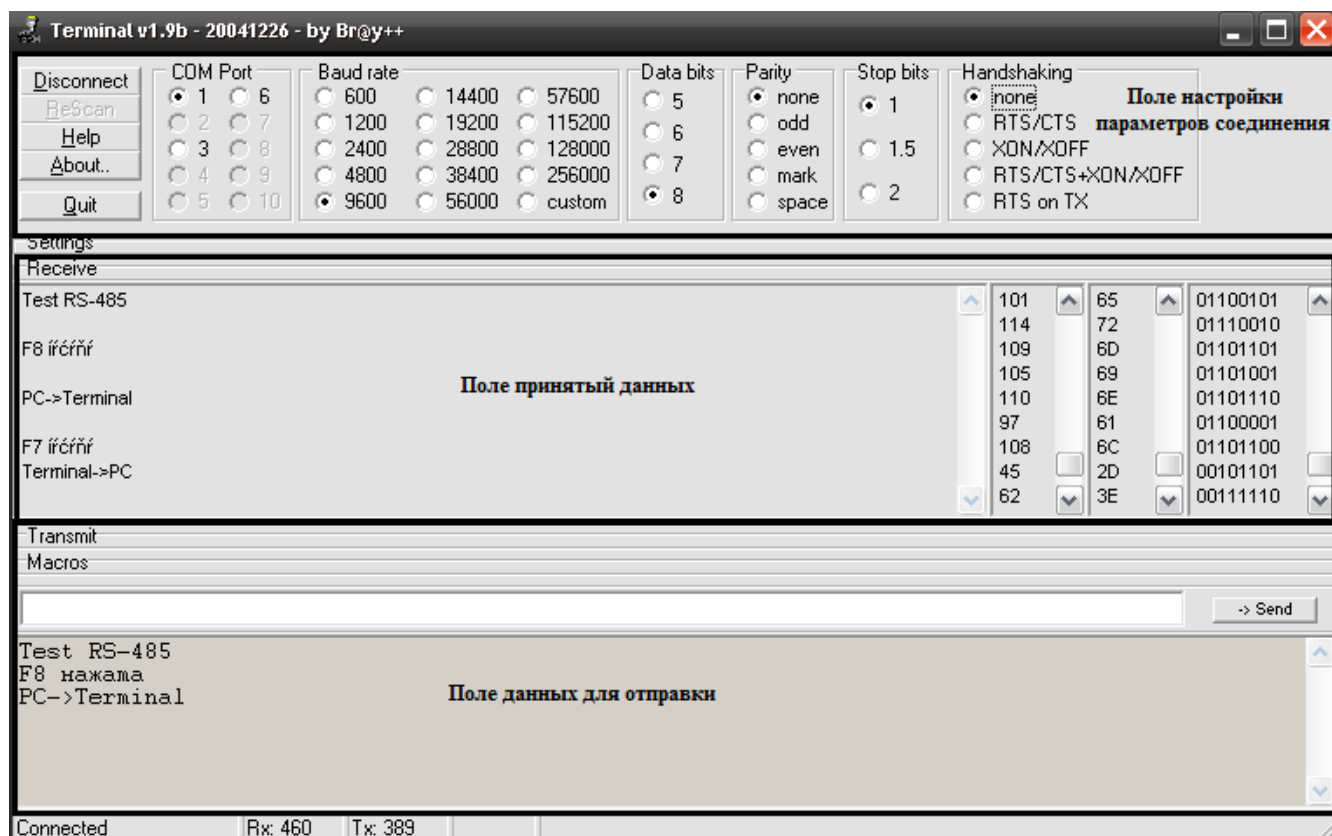 Terminal v1.9b - 20041226 - by Br@y++
Disconnect
ReScan
Help
About..
Quit
COM Port
1 6
2 7
3 8
4 9
5 10
Baud rate
600 14400 57600
1200 19200 115200
2400 28800 128000
4800 38400 256000
9600 56000 custom
Data bits
5
6
7
8
Parity
none
odd
even
mark
space
Stop bits
1
1.5
2
Handshaking
none
RTS/CTS
XON/XOFF
RTS/CTS+XON/XOFF
RTS on TX
Поле настройки
параметров соединения
Settings
Receive
Test RS-485
F8 íŕćŕňŕ
PC->Terminal
F7 íŕćŕňŕ
Terminal->PC
Поле принятый данных
101 65 01100101
114 72 01110010
109 6D 01101101
105 69 01101001
110 6E 01101110
97 61 01100001
108 6C 01101100
45 2D 00101101
62 3E 00111110
Transmit
Macros
-> Send
Test RS-485
F8 нажата
PC->Terminal
Поле данных для отправки
Connected Rx: 460 Tx: 389